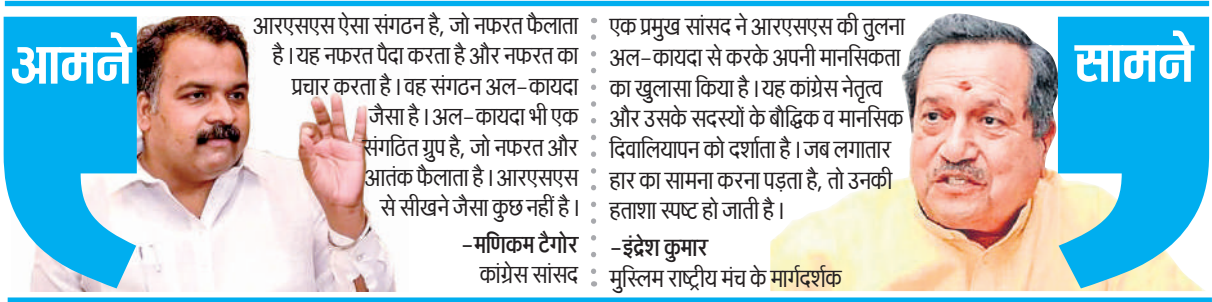 आमने
आरएसएस ऐसा संगठन है, जो नफरत फैलाता
है। यह नफरत पैदा करता है और नफरत का
प्रचार करता है। वह संगठन अल-कायदा
जैसा है। अल-कायदा भी एक
संगठित ग्रुप है, जो नफरत और
आतंक फैलाता है। आरएसएस
से सीखने जैसा कुछ नहीं है।
-मणिकम टैगोर
कांग्रेस सांसद
एक प्रमुख सांसद ने आरएसएस की तुलना
अल-कायदा से करके अपनी मानसिकता
का खुलासा किया है। यह कांग्रेस नेतृत्व
और उसके सदस्यों के बौद्धिक व मानसिक
दिवालियापन को दर्शाता है। जब लगातार
हार का सामना करना पड़ता है, तो उनकी
हताशा स्पष्ट हो जाती है।
-इंद्रेश कुमार
मुस्लिम राष्ट्रीय मंच के मार्गदर्शक
सामने